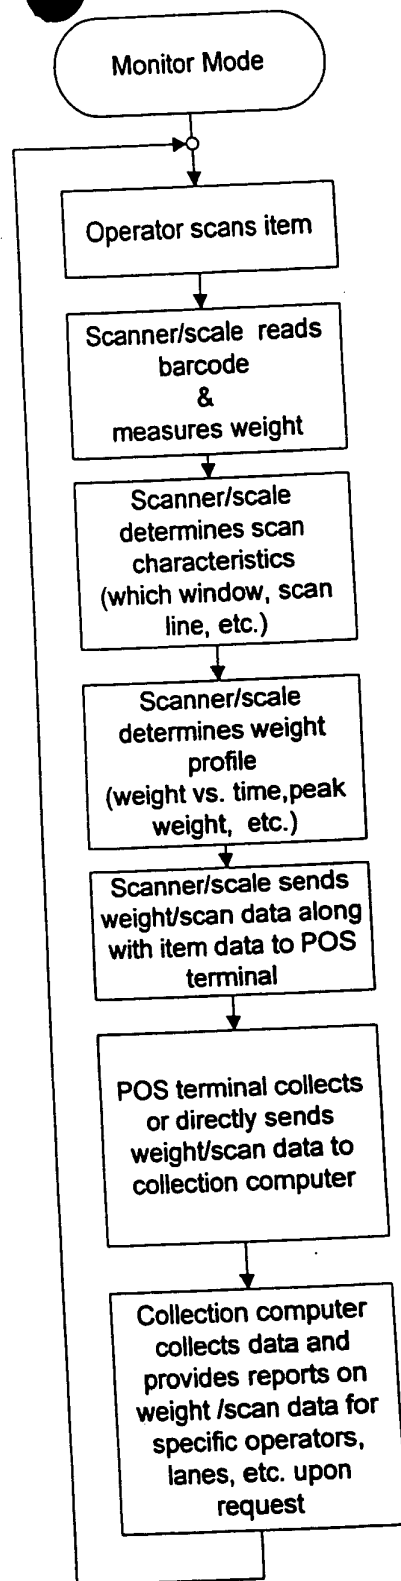 Monitor Mode
Operator scans item
Scanner/scale reads
barcode
&
measures weight
Scanner/scale
determines scan
characteristics
(which window, scan
line, etc.)
Scanner/scale
determines weight
profile
(weight vs. time,peak
weight, etc.)
Scanner/scale sends
weight/scan data along
with item data to POS
terminal
POS terminal collects
or directly sends
weight/scan data to
collection computer
Collection computer
collects data and
provides reports on
weight /scan data for
specific operators,
lanes, etc. upon
request